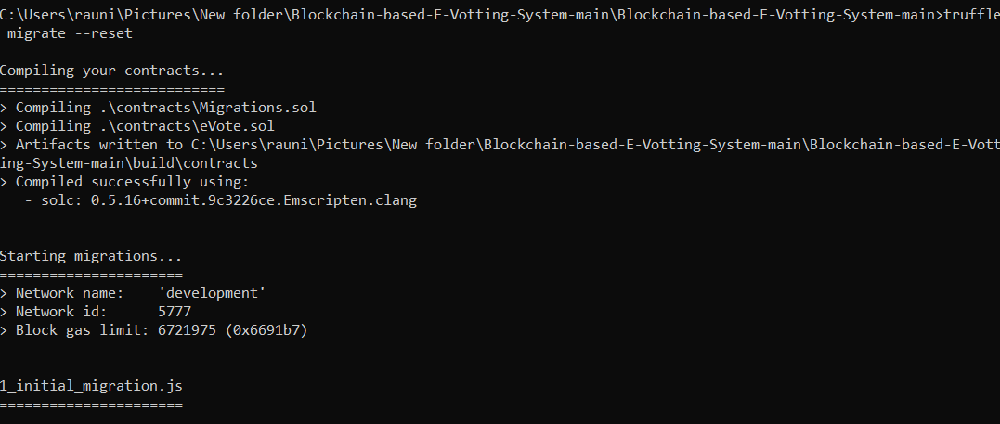 C:\Users\rauni\Pictures\New folder\Blockchain-based-E-Votting-System-main\Blockchain-based-E-Votting-System-main>truffle
 migrate --reset
Compiling your contracts...
===========================
> Compiling .\contracts\Migrations.sol
> Compiling .\contracts\eVote.sol
> Artifacts written to C:\Users\rauni\Pictures\New folder\Blockchain-based-E-Votting-System-main\Blockchain-based-E-Vott
ing-System-main\build\contracts
> Compiled successfully using:
   - solc: 0.5.16+commit.9c3226ce.Emscripten.clang
Starting migrations...
======================
> Network name:    'development'
> Network id:      5777
> Block gas limit: 6721975 (0x6691b7)
1_initial_migration.js
======================